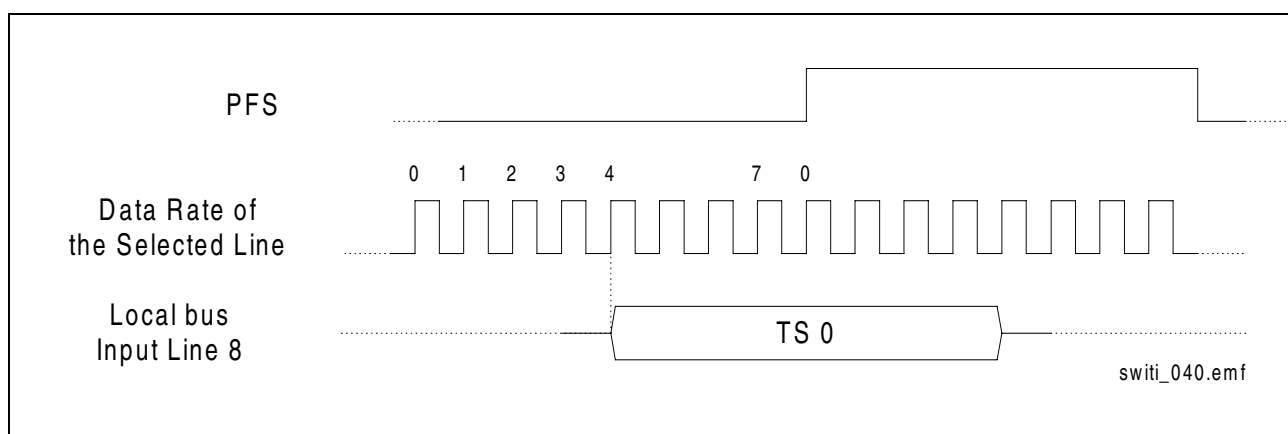 PFS
0 1 2 3 4 7 0
Data Rate of
the Selected Line
Local bus
Input Line 8
TS 0
switi_040.emf